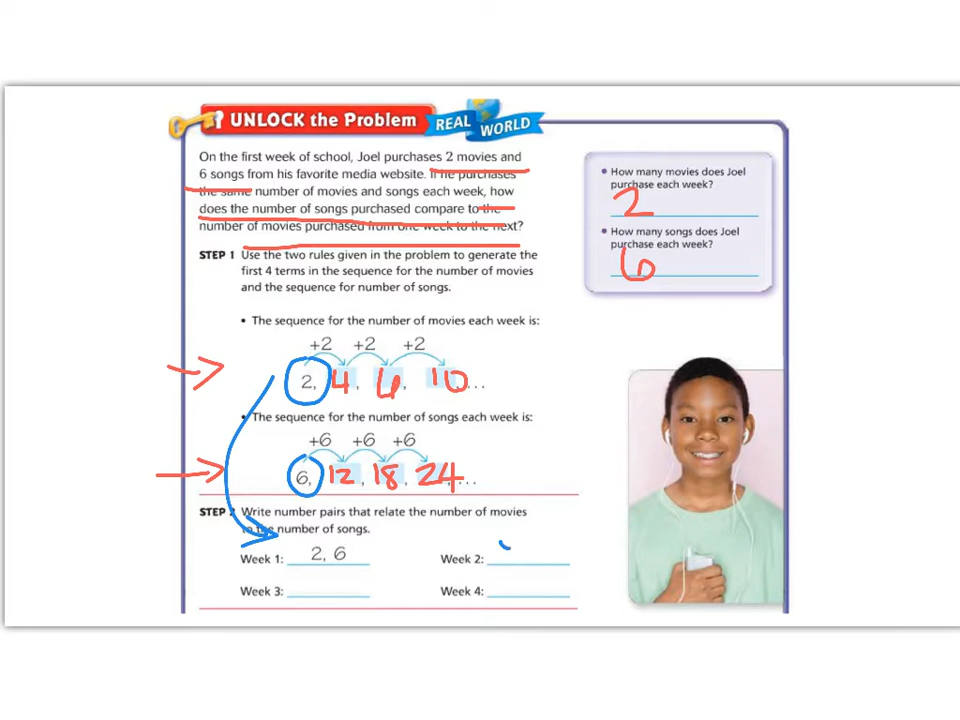 UNLOCK the Problem REAL WORLD
On the first week of school, Joel purchases 2 movies and
6 songs from his favorite media website. If he purchases
the same number of movies and songs each week, how
does the number of songs purchased compare to the
number of movies purchased from one week to the next?
• How many movies does Joel
purchase each week?
2
• How many songs does Joel
purchase each week?
6
STEP 1 Use the two rules given in the problem to generate the
first 4 terms in the sequence for the number of movies
and the sequence for number of songs.
• The sequence for the number of movies each week is:
+2 +2 +2
2, 4, 6, 10, ...
• The sequence for the number of songs each week is:
+6 +6 +6
6, 12, 18, 24, ...
STEP 2 Write number pairs that relate the number of movies
to the number of songs.
Week 1: 2, 6 Week 2:
Week 3: Week 4: